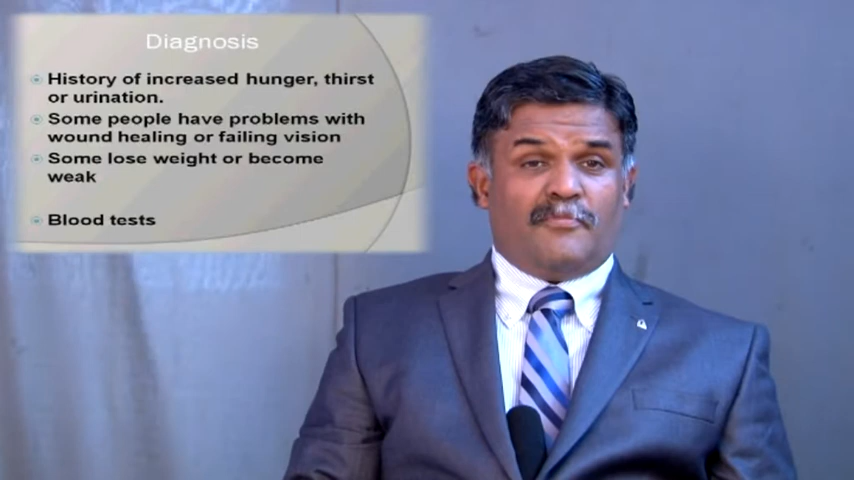 Diagnosis
History of increased hunger, thirst
or urination.
Some people have problems with
wound healing or failing vision
Some lose weight or become
weak
Blood tests